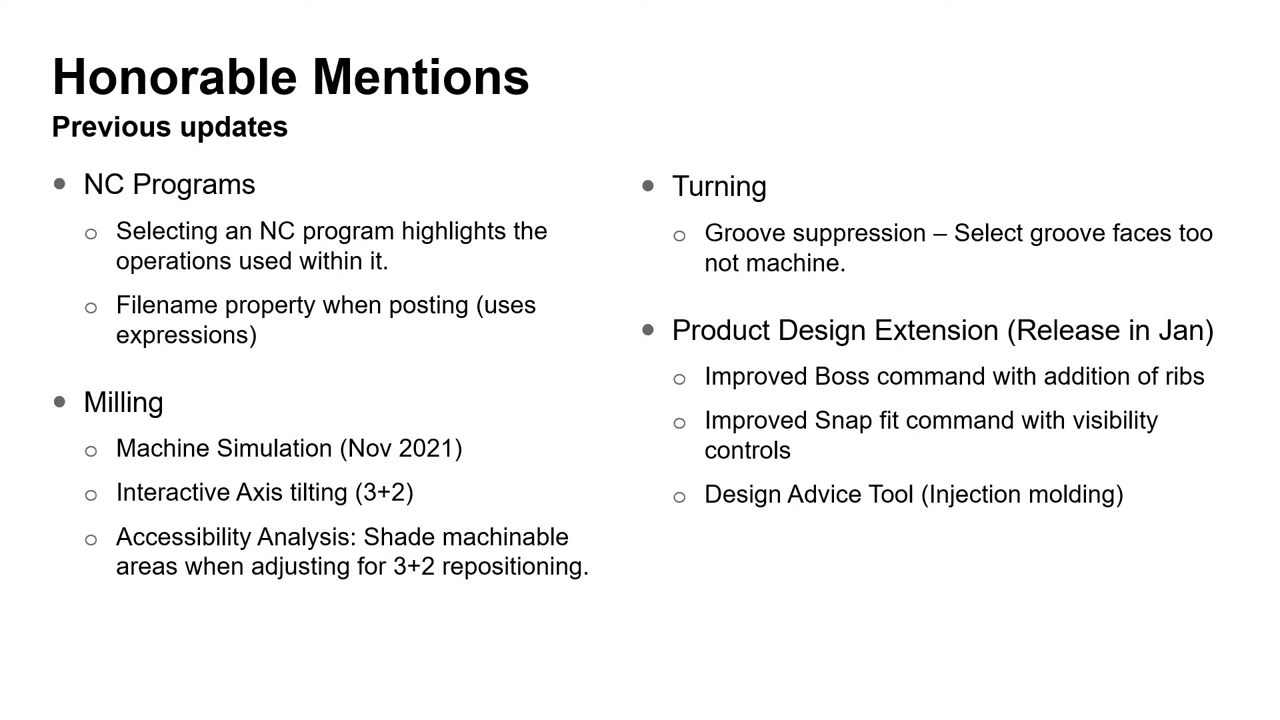 Honorable Mentions
Previous updates
NC Programs
Selecting an NC program highlights the
operations used within it.
Filename property when posting (uses
expressions)
Milling
Machine Simulation (Nov 2021)
Interactive Axis tilting (3+2)
Accessibility Analysis: Shade machinable
areas when adjusting for 3+2 repositioning.
Turning
Groove suppression – Select groove faces too
not machine.
Product Design Extension (Release in Jan)
Improved Boss command with addition of ribs
Improved Snap fit command with visibility
controls
Design Advice Tool (Injection molding)